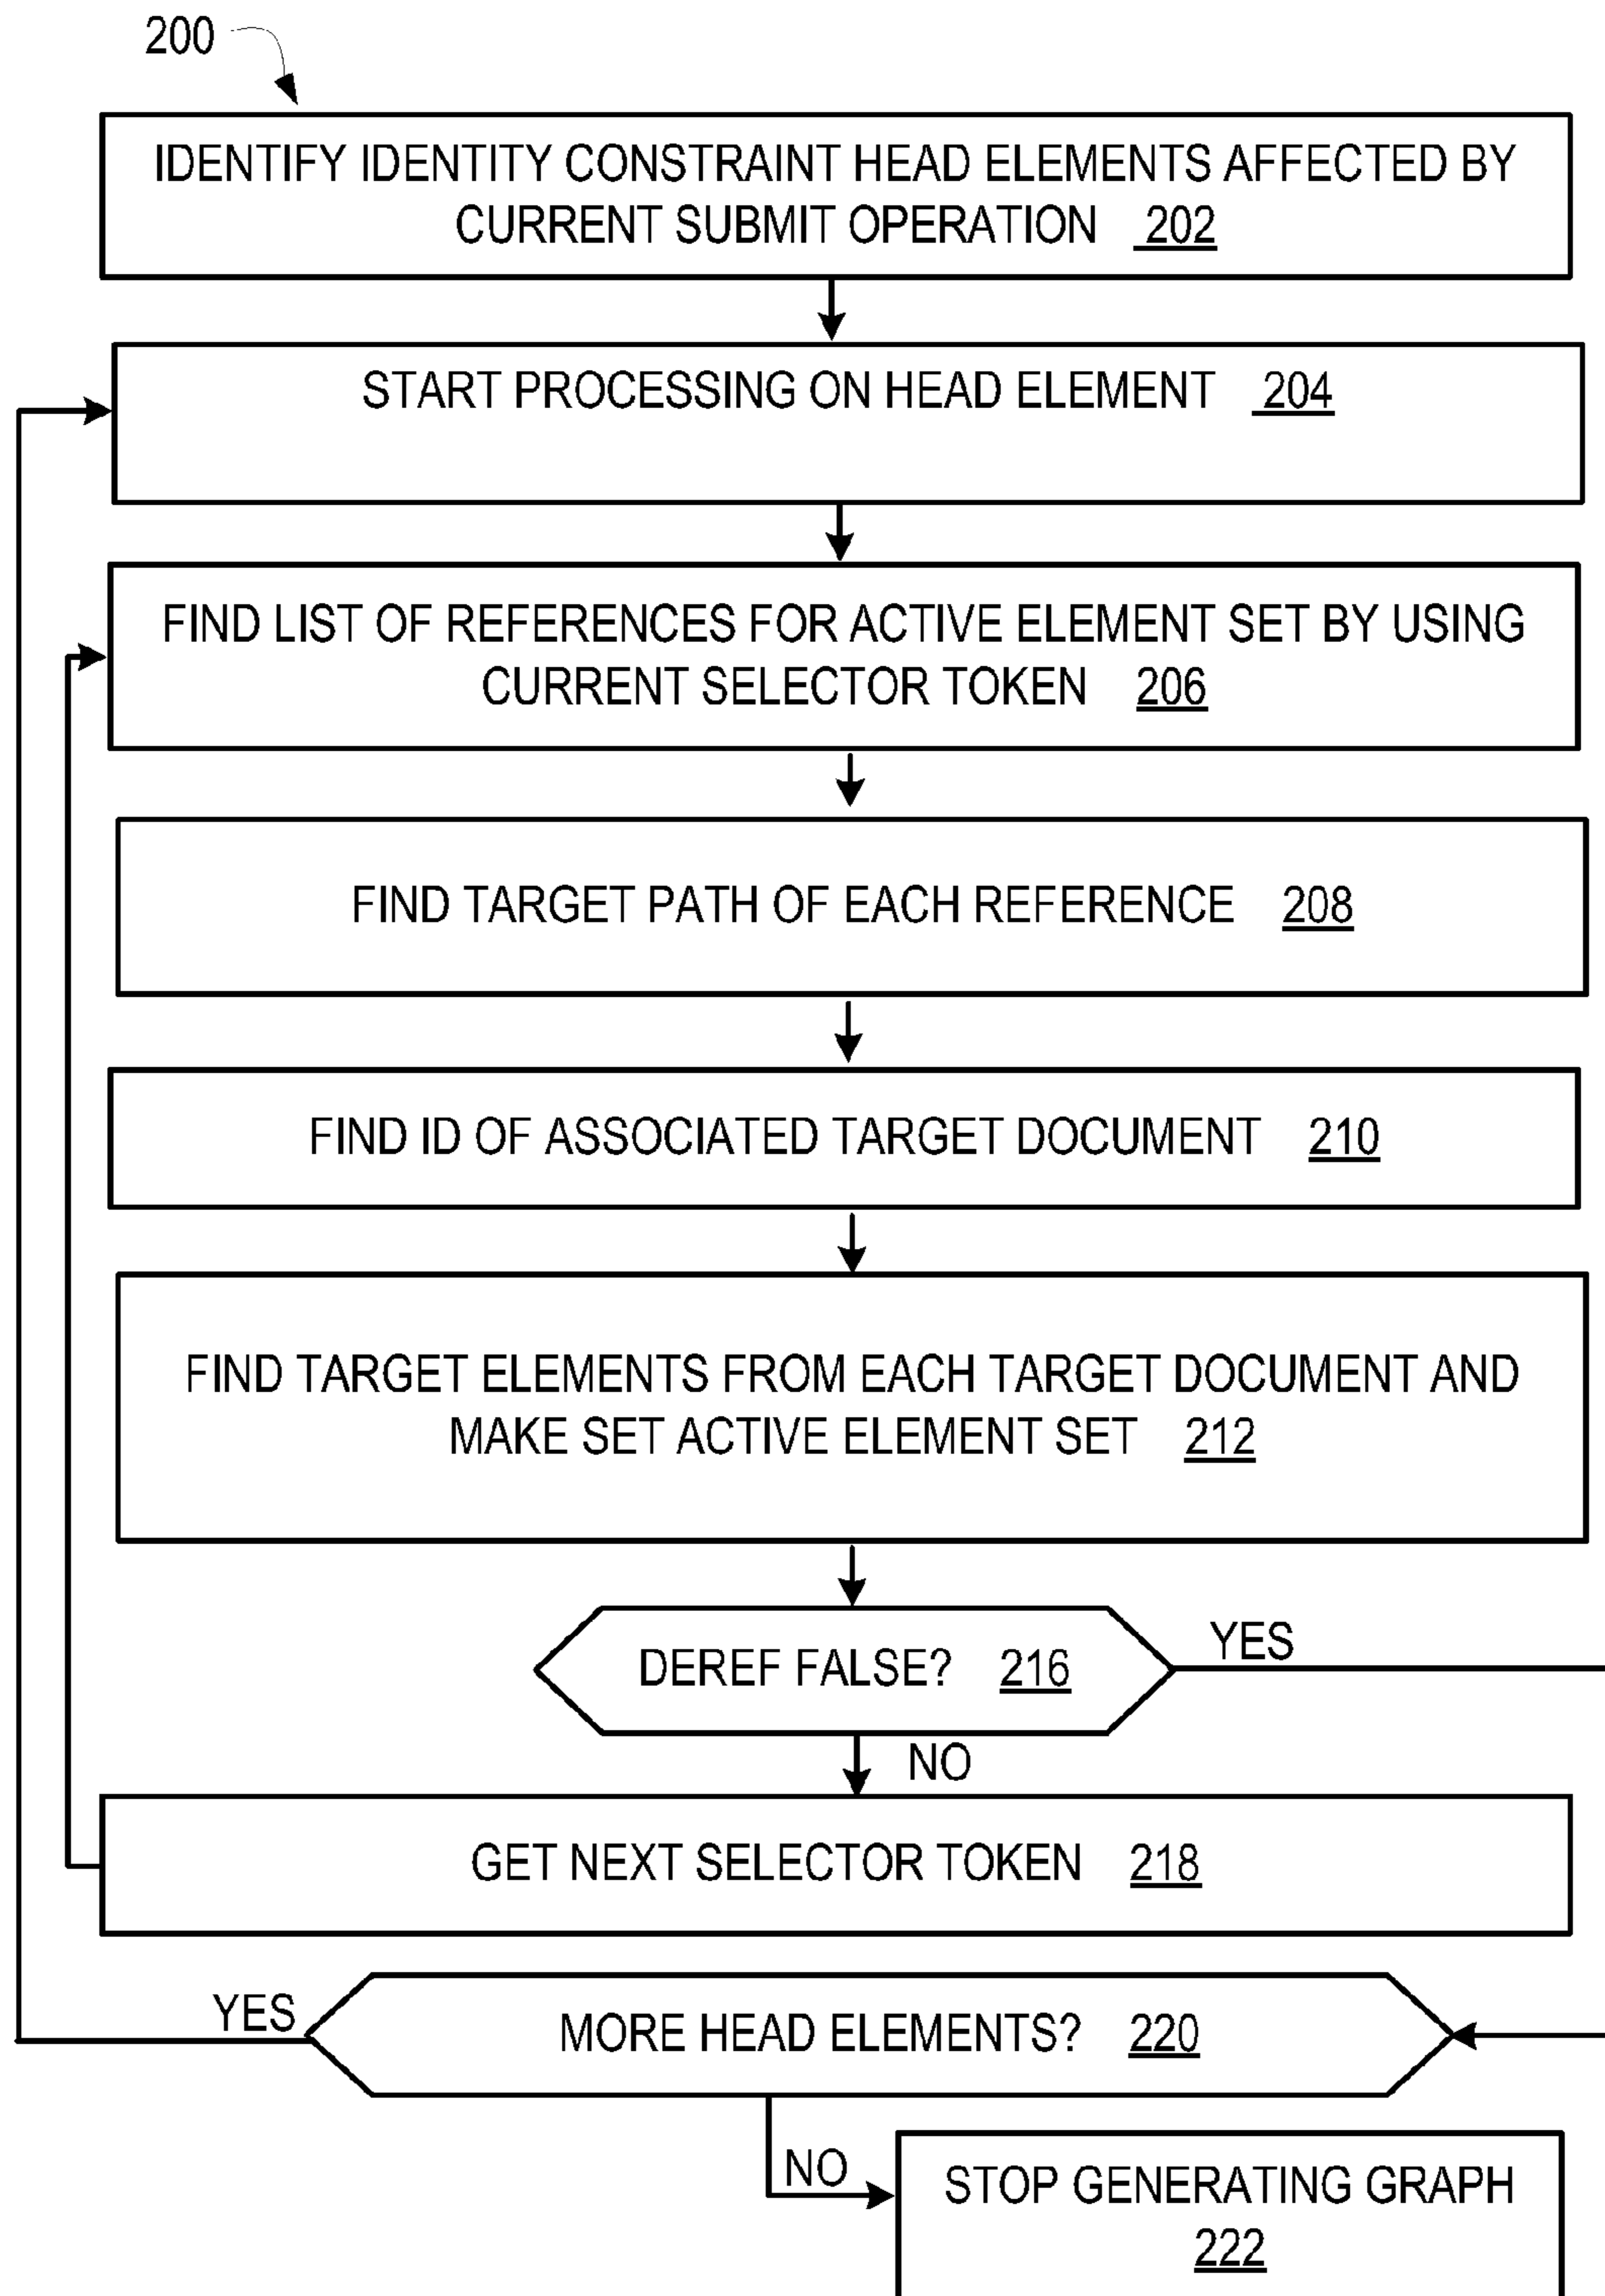 200
IDENTIFY IDENTITY CONSTRAINT HEAD ELEMENTS AFFECTED BY
CURRENT SUBMIT OPERATION 202
START PROCESSING ON HEAD ELEMENT 204
FIND LIST OF REFERENCES FOR ACTIVE ELEMENT SET BY USING
CURRENT SELECTOR TOKEN 206
FIND TARGET PATH OF EACH REFERENCE 208
FIND ID OF ASSOCIATED TARGET DOCUMENT 210
FIND TARGET ELEMENTS FROM EACH TARGET DOCUMENT AND
MAKE SET ACTIVE ELEMENT SET 212
DEREF FALSE? 216
YES
NO
GET NEXT SELECTOR TOKEN 218
YES
MORE HEAD ELEMENTS? 220
NO
STOP GENERATING GRAPH
222